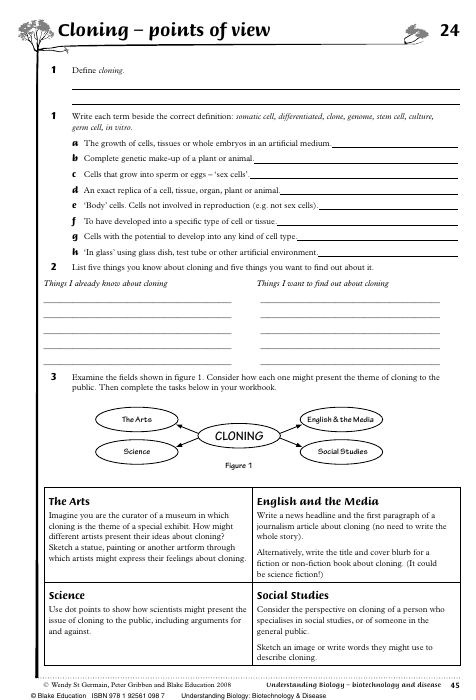 Cloning – points of view 24
1 Define cloning.
1 Write each term beside the correct definition: somatic cell, differentiated, clone, genome, stem cell, culture,
germ cell, in vitro.
a The growth of cells, tissues or whole embryos in an artificial medium.
b Complete genetic make-up of a plant or animal.
c Cells that grow into sperm or eggs – ‘sex cells’.
d An exact replica of a cell, tissue, organ, plant or animal.
e ‘Body’ cells. Cells not involved in reproduction (e.g. not sex cells).
f To have developed into a specific type of cell or tissue.
g Cells with the potential to develop into any kind of cell type.
h ‘In glass’ using glass dish, test tube or other artificial environment.
2 List five things you know about cloning and five things you want to find out about it.
Things I already know about cloning Things I want to find out about cloning
3 Examine the fields shown in figure 1. Consider how each one might present the theme of cloning to the
public. Then complete the tasks below in your workbook.
The Arts English & the Media
CLONING
Science Social Studies
Figure 1
The Arts
Imagine you are the curator of a museum in which
cloning is the theme of a special exhibit. How might
different artists present their ideas about cloning?
Sketch a statue, painting or another artform through
which artists might express their feelings about cloning.
English and the Media
Write a news headline and the first paragraph of a
journalism article about cloning (no need to write the
whole story).
Alternatively, write the title and cover blurb for a
fiction or non-fiction book about cloning. (It could
be science fiction!)
Science
Use dot points to show how scientists might present the
issue of cloning to the public, including arguments for
and against.
Social Studies
Consider the perspective on cloning of a person who
specialises in social studies, or of someone in the
general public.
Sketch an image or write words they might use to
describe cloning.
© Wendy St Germain, Peter Gribben and Blake Education 2008 Understanding Biology – biotechnology and disease 45
© Blake Education ISBN 978 1 92561 098 7 Understanding Biology: Biotechnology & Disease